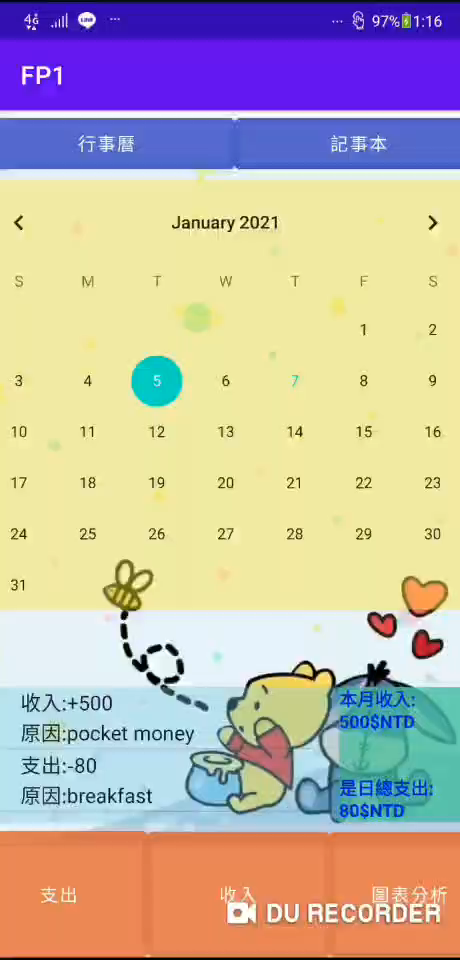 4G LINE ... ... 97% 1:16
FP1
行事曆 記事本
January 2021
S M T W T F S
1 2
3 4 5 6 7 8 9
10 11 12 13 14 15 16
17 18 19 20 21 22 23
24 25 26 27 28 29 30
31
收入:+500
原因:pocket money
支出:-80
原因:breakfast
本月收入:
500$NTD
是日總支出:
80$NTD
支出 收入 圖表分析
DU RECORDER